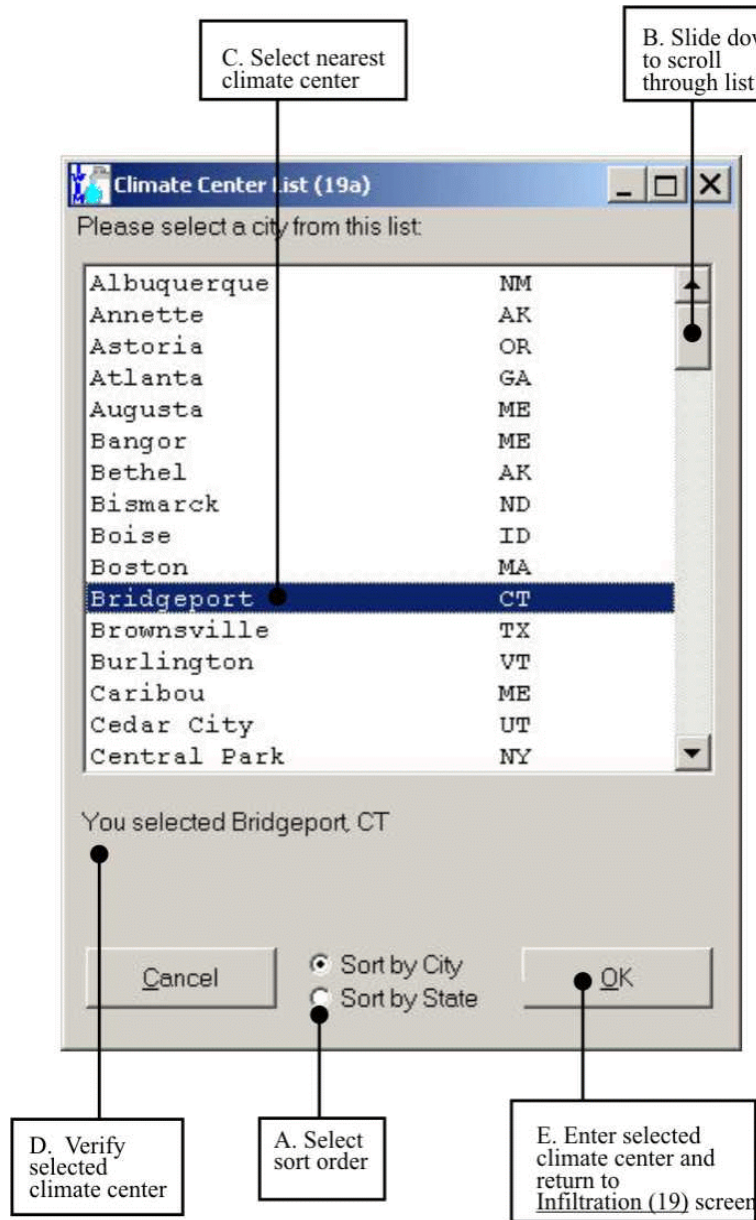 C. Select nearest
climate center
B. Slide dow
to scroll
through list
Climate Center List (19a)
Please select a city from this list:
Albuquerque NM
Annette AK
Astoria OR
Atlanta GA
Augusta ME
Bangor ME
Bethel AK
Bismarck ND
Boise ID
Boston MA
Bridgeport CT
Brownsville TX
Burlington VT
Caribou ME
Cedar City UT
Central Park NY
You selected Bridgeport, CT
Cancel
Sort by City
Sort by State
OK
D. Verify
selected
climate center
A. Select
sort order
E. Enter selected
climate center and
return to
Infiltration (19) screen